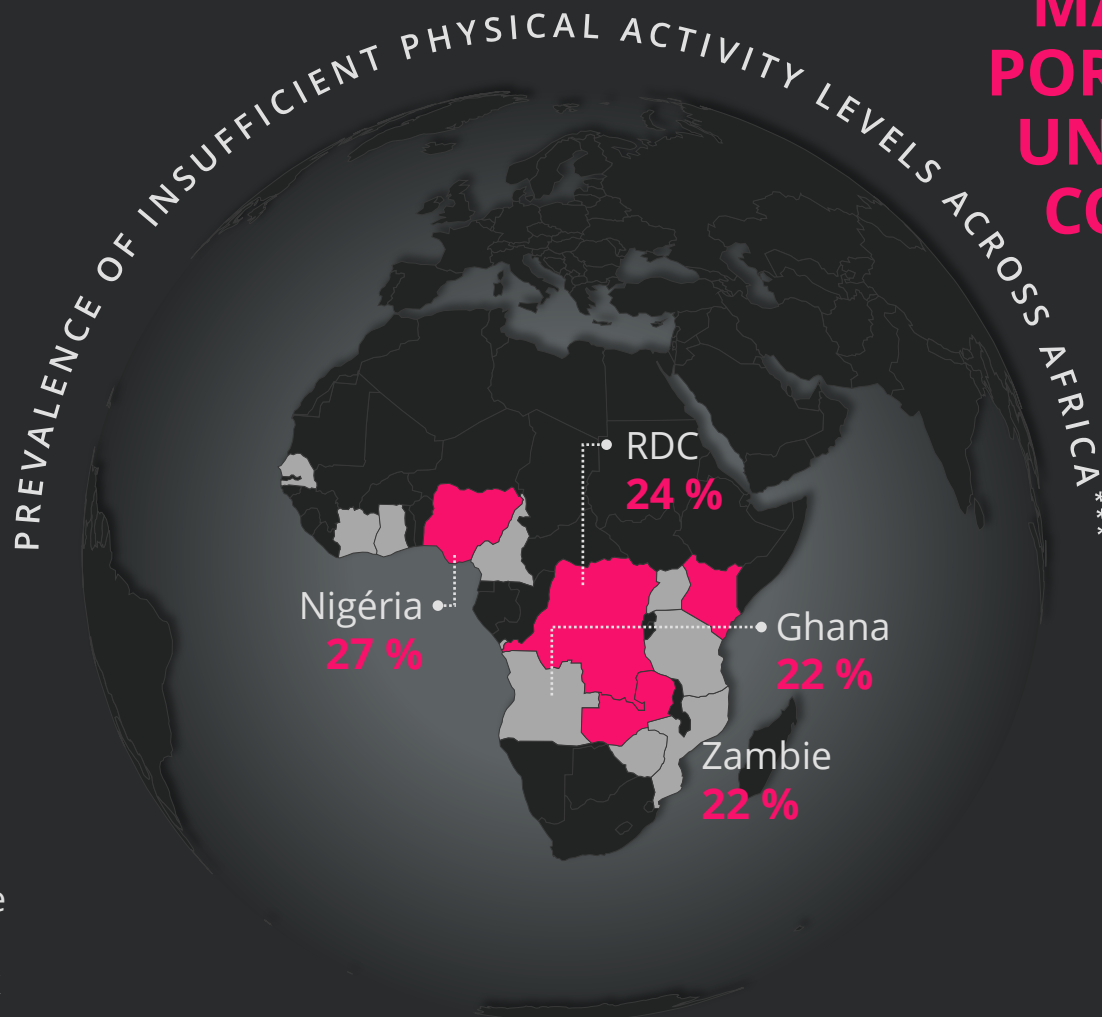 PREVALENCE OF INSUFFICIENT PHYSICAL ACTIVITY LEVELS ACROSS AFRICA***
RDC
24 %
Nigéria
27 %
Ghana
22 %
Zambie
22 %